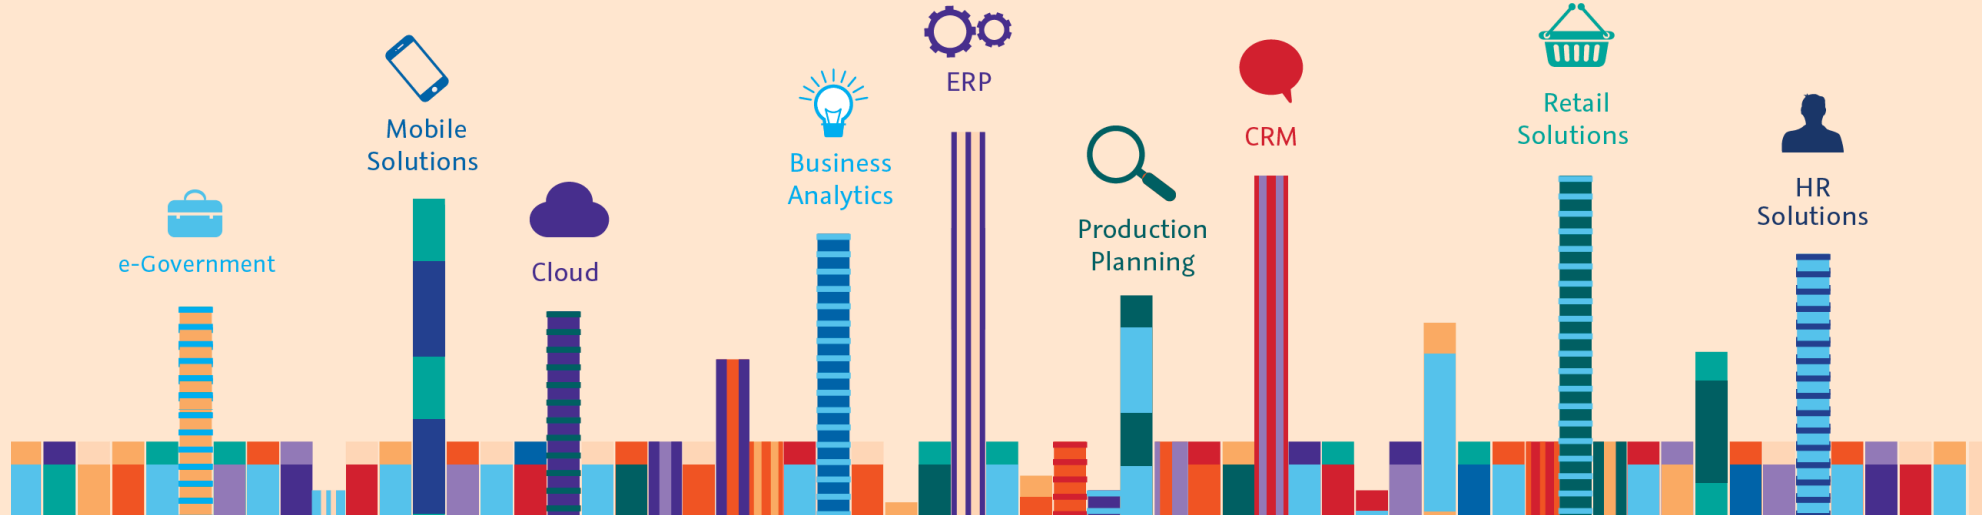 e-Government
Mobile
Solutions
Cloud
Business
Analytics
ERP
Production
Planning
CRM
Retail
Solutions
HR
Solutions